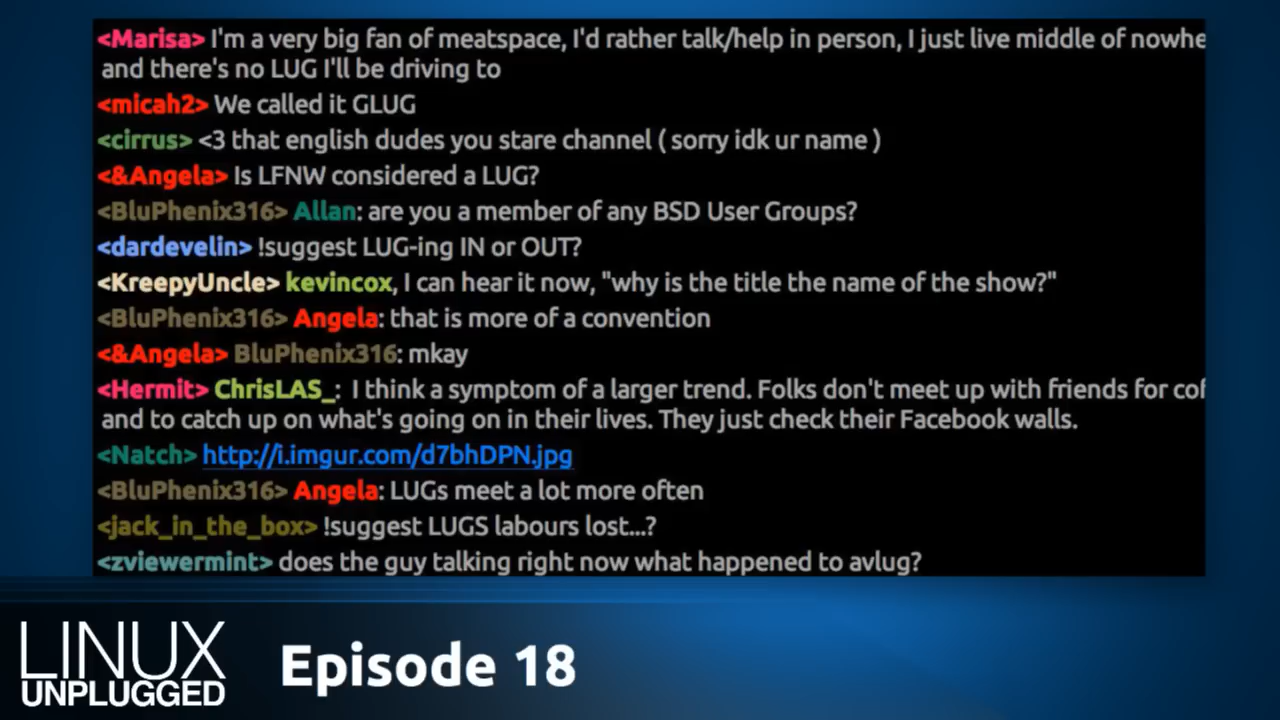 <Marisa> I'm a very big fan of meatspace, I'd rather talk/help in person, I just live middle of nowhe
and there's no LUG I'll be driving to
<micah2> We called it GLUG
<cirrus> <3 that english dudes you stare channel ( sorry idk ur name )
<&Angela> Is LFNW considered a LUG?
<BluPhenix316> Allan: are you a member of any BSD User Groups?
<dardevelin> !suggest LUG-ing IN or OUT?
<KreepyUncle> kevincox, I can hear it now, "why is the title the name of the show?"
<BluPhenix316> Angela: that is more of a convention
<&Angela> BluPhenix316: mkay
<Hermit> ChrisLAS_: I think a symptom of a larger trend. Folks don't meet up with friends for cof
and to catch up on what's going on in their lives. They just check their Facebook walls.
<Natch> http://i.imgur.com/d7bhDPN.jpg
<BluPhenix316> Angela: LUGs meet a lot more often
<jack_in_the_box> !suggest LUGS labours lost...?
<zviewermint> does the guy talking right now what happened to avlug?
LINUX
UNPLUGGED
Episode 18